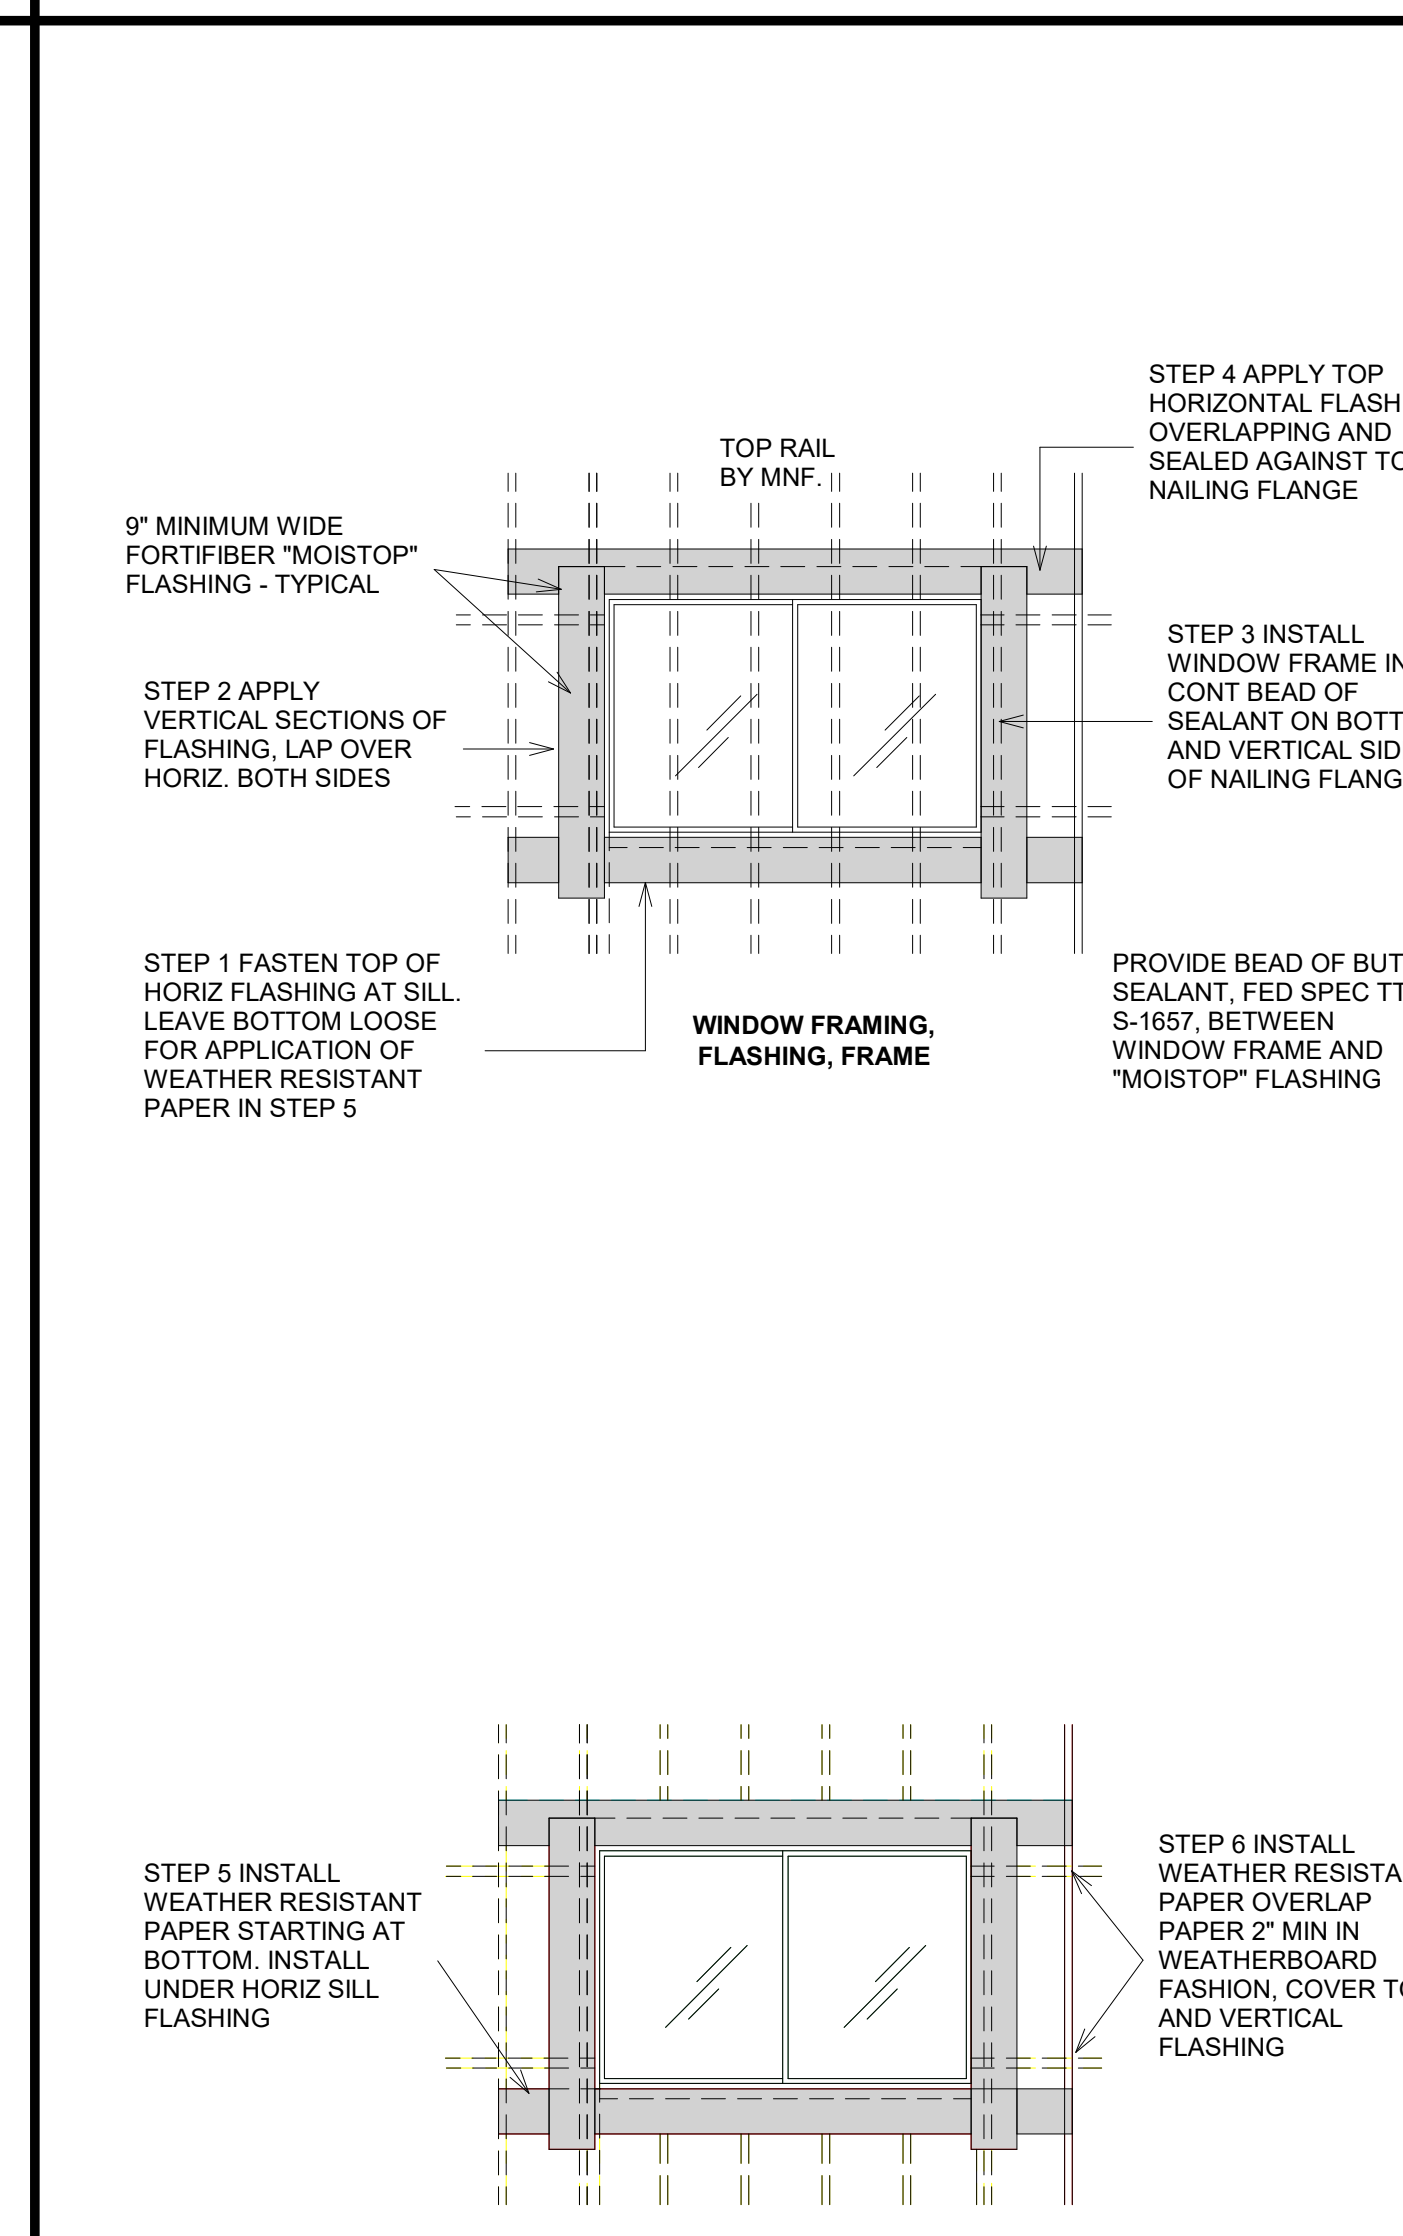 STEP 4 APPLY TOP
HORIZONTAL FLASH
OVERLAPPING AND
SEALED AGAINST
NAILING FLANGE
TOP RAIL
BY MNF.
9" MINIMUM WIDE
FORTIFIBER "MOISTOP"
FLASHING - TYPICAL
STEP 3 INSTALL
WINDOW FRAME IN
CONT BEAD OF
SEALANT ON BOTT
AND VERTICAL SID
OF NAILING FLANG
STEP 2 APPLY
VERTICAL SECTIONS OF
FLASHING, LAP OVER
HORIZ. BOTH SIDES
STEP 1 FASTEN TOP OF
HORIZ FLASHING AT SILL.
LEAVE BOTTOM LOOSE
FOR APPLICATION OF
WEATHER RESISTANT
PAPER IN STEP 5
WINDOW FRAMING,
FLASHING, FRAME
PROVIDE BEAD OF BUT
SEALANT, FED SPEC TT
S-1657, BETWEEN
WINDOW FRAME AND
"MOISTOP" FLASHING
STEP 5 INSTALL
WEATHER RESISTANT
PAPER STARTING AT
BOTTOM. INSTALL
UNDER HORIZ SILL
FLASHING
STEP 6 INSTALL
WEATHER RESISTA
PAPER OVERLAP
PAPER 2" MIN IN
WEATHERBOARD
FASHION, COVER
AND VERTICAL
FLASHING